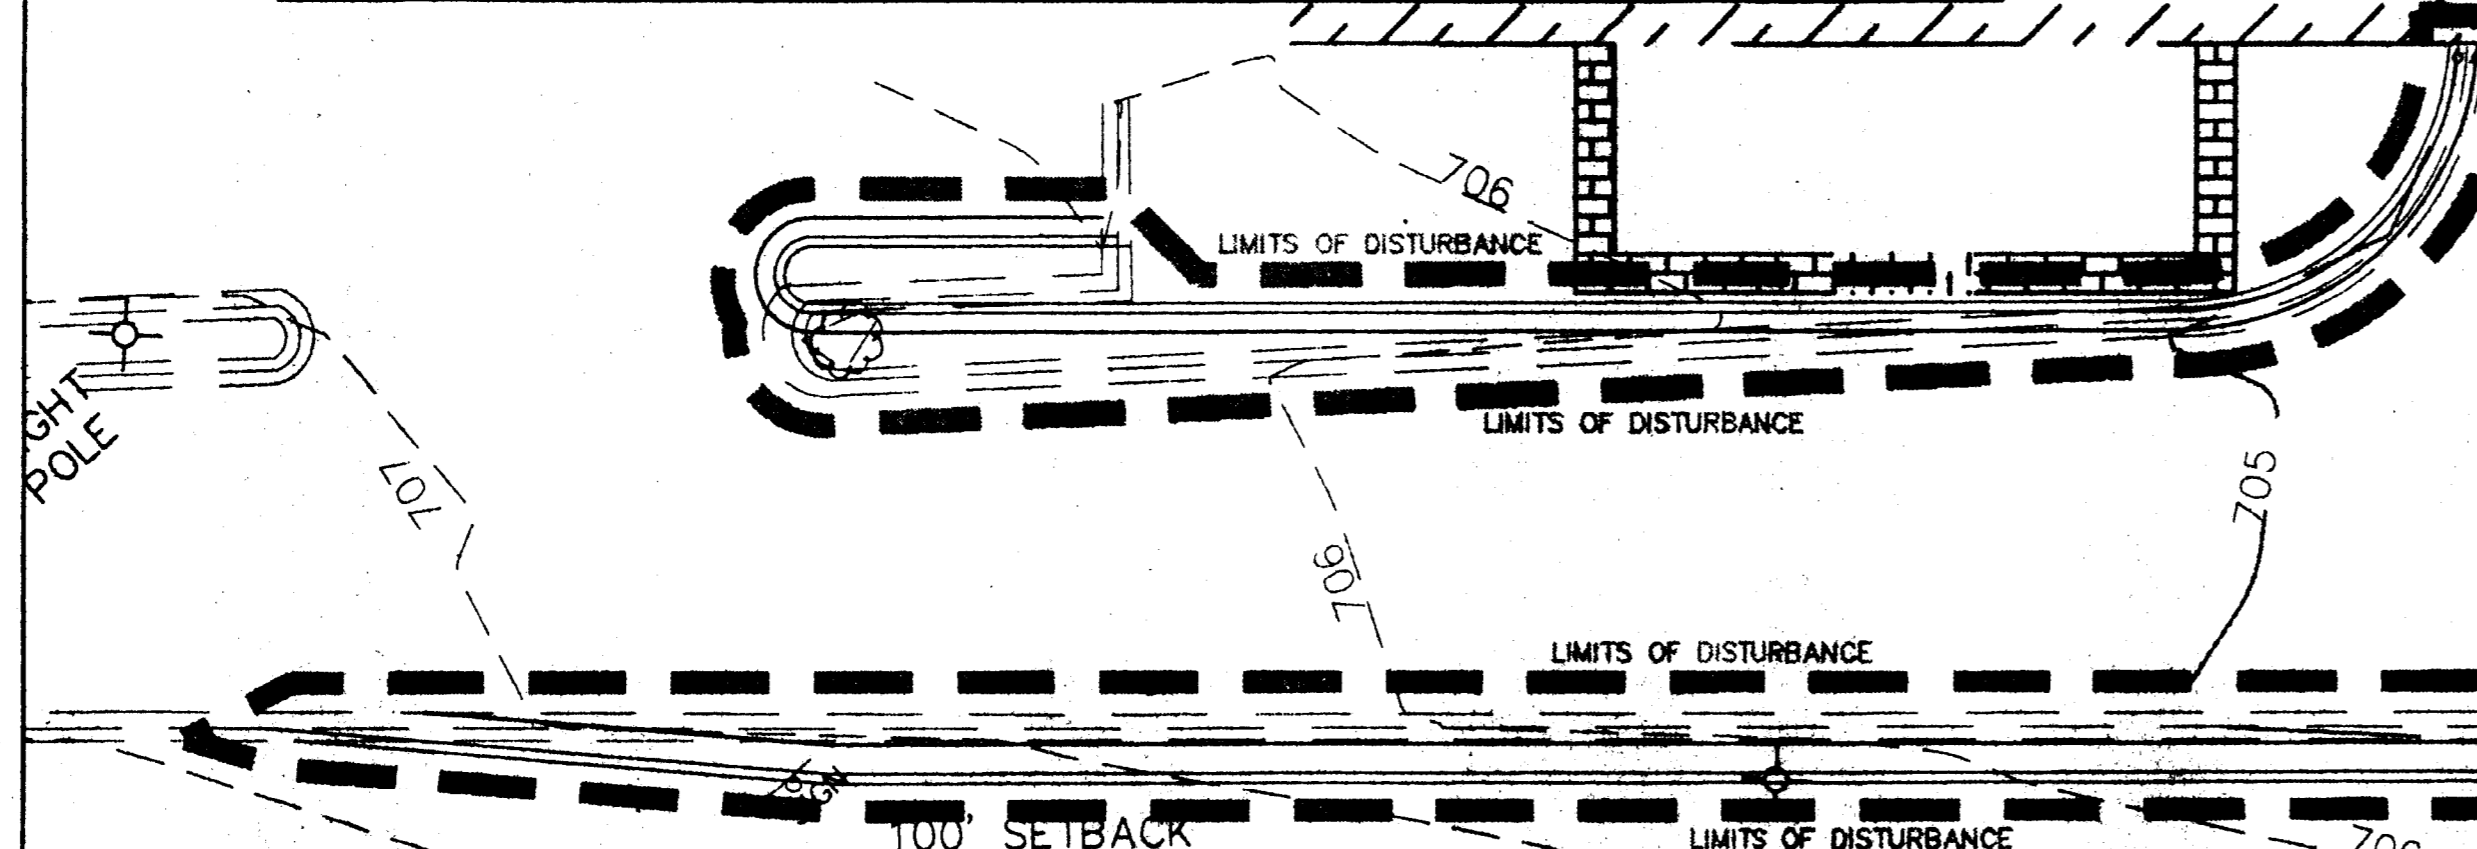 706
LIMITS OF DISTURBANCE
POLE
707
LIMITS OF DISTURBANCE
705
706
LIMITS OF DISTURBANCE
100' SETBACK
LIMITS OF DISTURBANCE